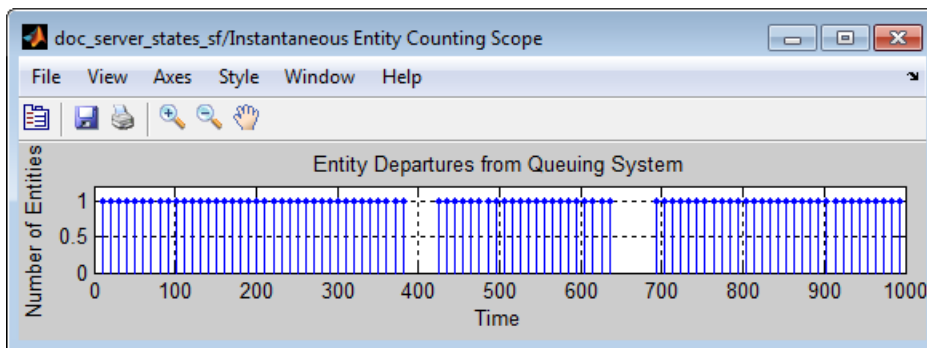 doc_server_states_sf/Instantaneous Entity Counting Scope
File View Axes Style Window Help
Entity Departures from Queuing System
Number of Entities
1
0.5
0
0 100 200 300 400 500 600 700 800 900 1000
Time